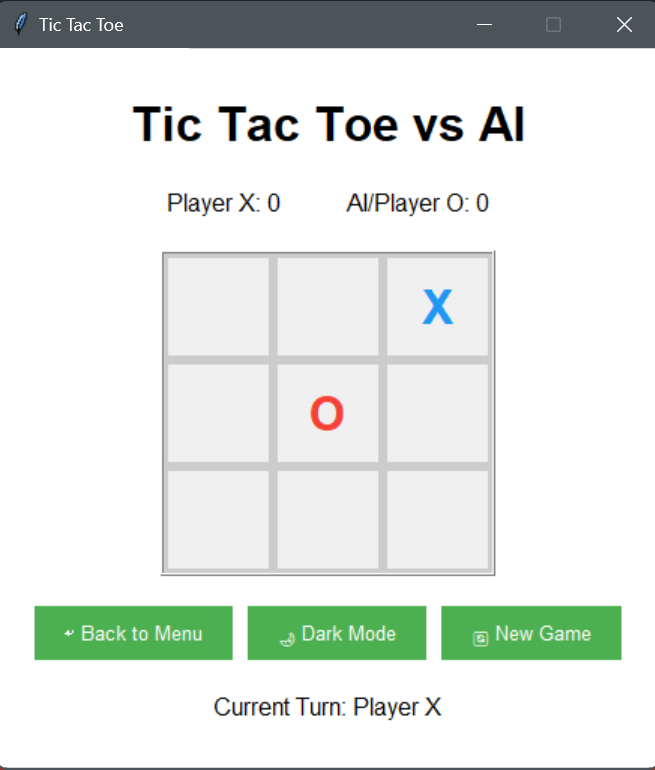 Tic Tac Toe
Tic Tac Toe vs AI
Player X: 0 AI/Player O: 0
X
O
Back to Menu Dark Mode New Game
Current Turn: Player X